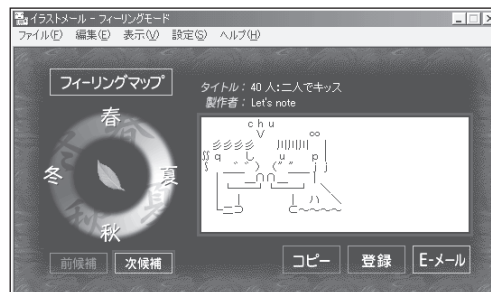 イラストメール - フィーリングモード
ファイル(F) 編集(E) 表示(V) 設定(S) ヘルプ(H)
フィーリングマップ
タイトル：40 人：二人でキッス
製作者：Let's note
春
夏
秋
冬
chu
前候補 次候補 コピー 登録 E-メール